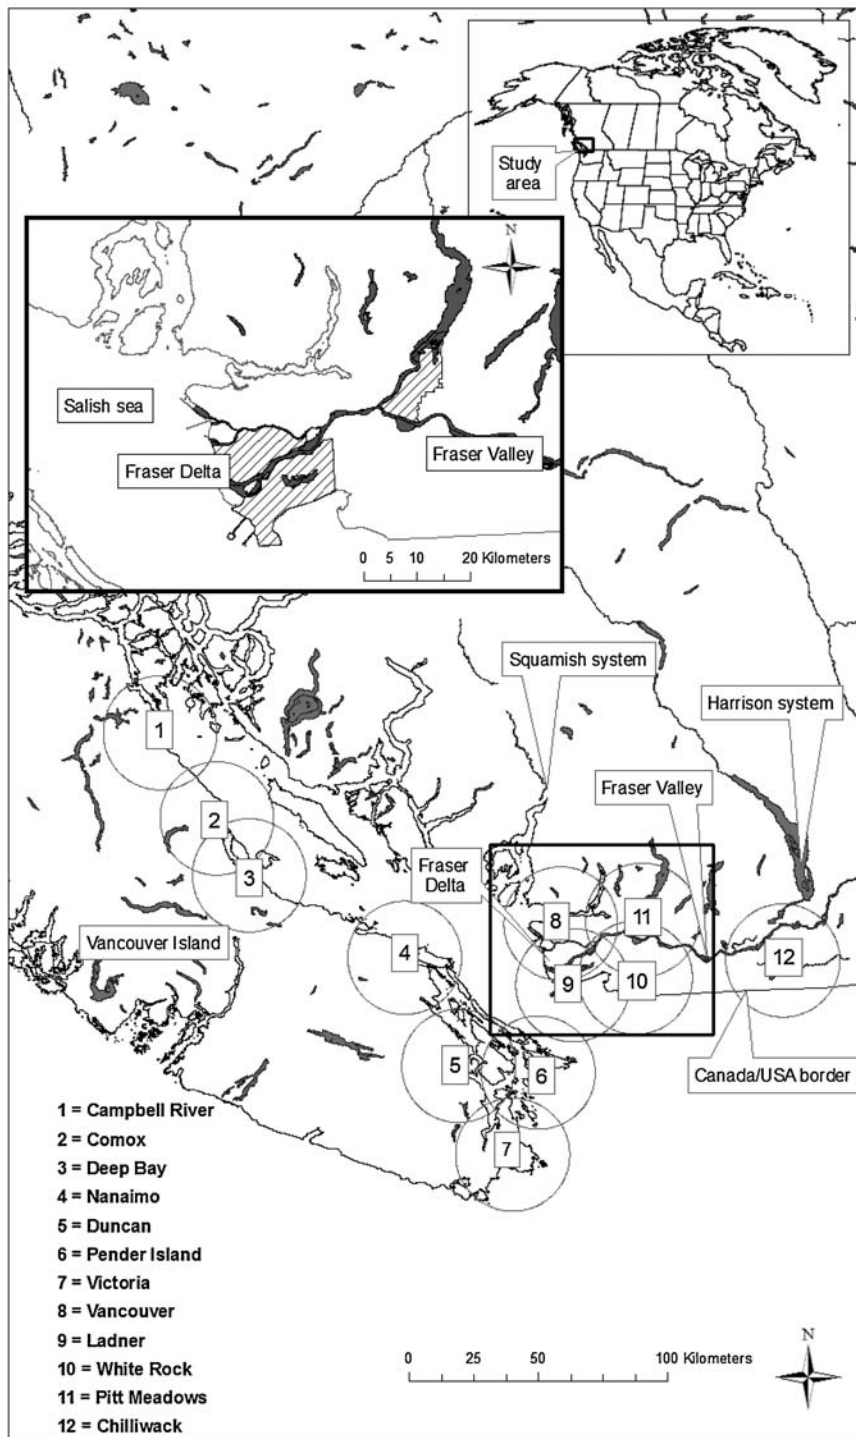 Study
area
N
Salish sea
Fraser Delta
Fraser Valley
0 5 10 20 Kilometers
Squamish system
Harrison system
Fraser Valley
Fraser
Delta
Vancouver Island
Canada/USA border
1
2
3
4
5
6
7
8
9
10
11
12
1 = Campbell River
2 = Comox
3 = Deep Bay
4 = Nanaimo
5 = Duncan
6 = Pender Island
7 = Victoria
8 = Vancouver
9 = Ladner
10 = White Rock
11 = Pitt Meadows
12 = Chilliwack
0 25 50 100 Kilometers
N